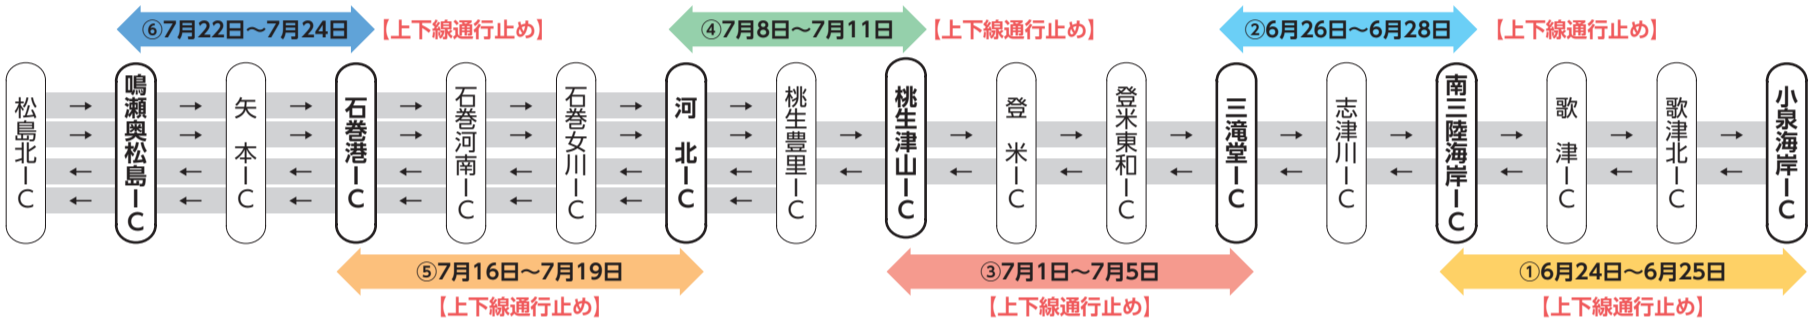 ⑥7月22日～7月24日
【上下線通行止め】
④7月8日～7月11日
【上下線通行止め】
②6月26日～6月28日
【上下線通行止め】
松島北IC
鳴瀬奥松島IC
矢本IC
石巻港IC
石巻河南IC
石巻女川IC
河北IC
桃生豊里IC
桃生津山IC
登米IC
登米東和IC
三滝堂IC
志津川IC
南三陸海岸IC
歌津IC
歌津北IC
小泉海岸IC
⑤7月16日～7月19日
【上下線通行止め】
③7月1日～7月5日
【上下線通行止め】
①6月24日～6月25日
【上下線通行止め】